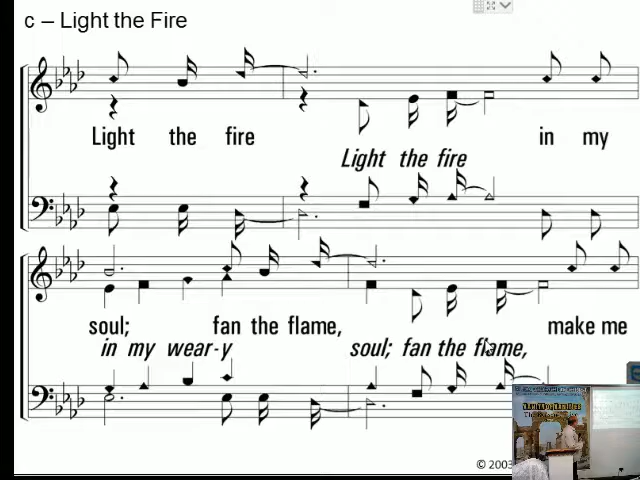 c – Light the Fire
Light the fire in my
Light the fire
soul; fan the flame, make me
in my wear-y soul; fan the flame,
© 2003